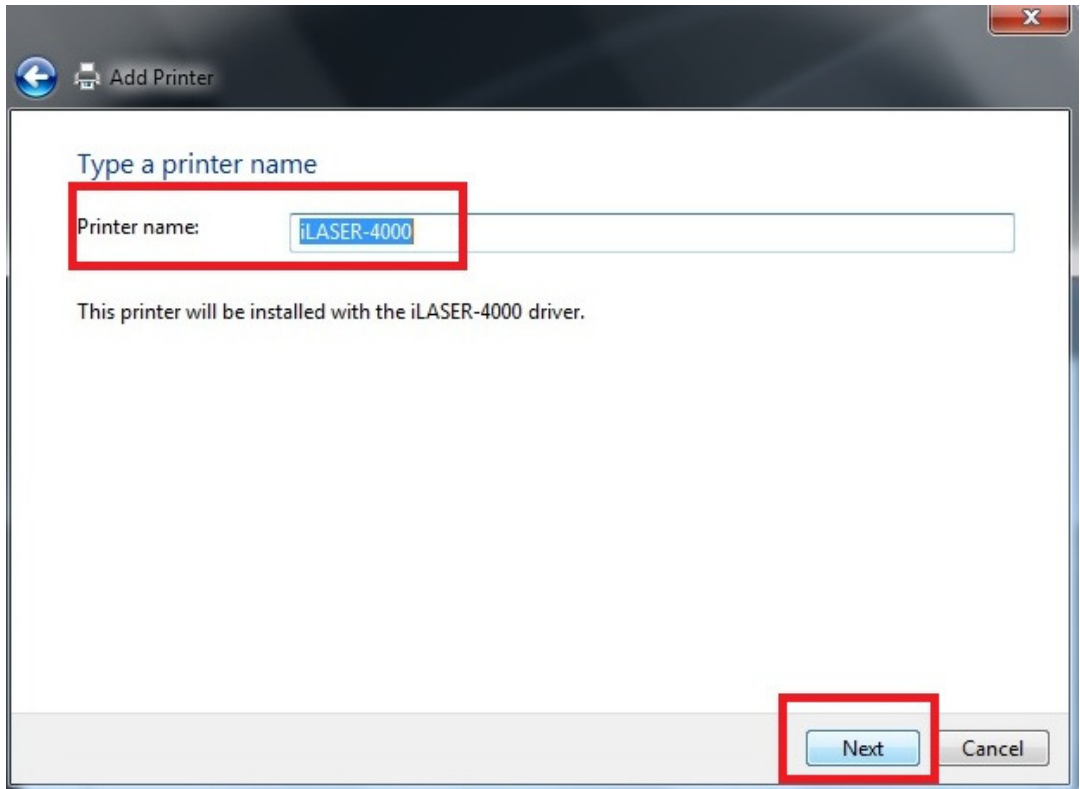 Add Printer
Type a printer name
Printer name: iLASER-4000
This printer will be installed with the iLASER-4000 driver.
Next Cancel